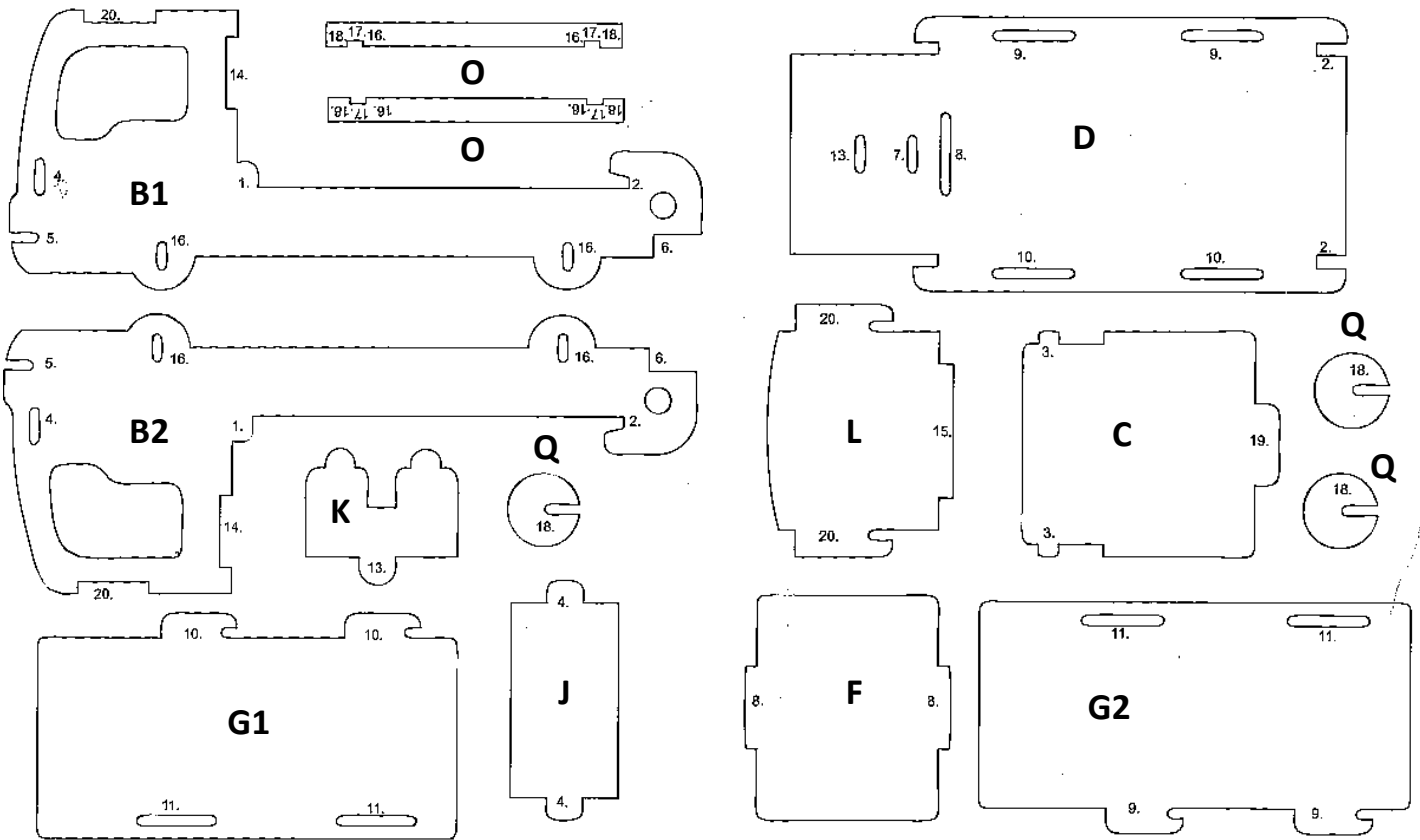 20.
14.
4.
B1
1.
2.
5.
16.
16.
6.
18. 17. 16.
16. 17. 18.
O
18. 17. 16.
16. 17. 18.
O
9.
9.
2.
13.
7.
8.
D
2.
10.
10.
5.
16.
16.
6.
4.
B2
1.
2.
14.
20.
K
13.
Q
18.
20.
L
15.
20.
3.
C
19.
3.
Q
18.
Q
18.
10.
10.
G1
11.
11.
4.
J
4.
8.
F
8.
11.
11.
G2
9.
9.